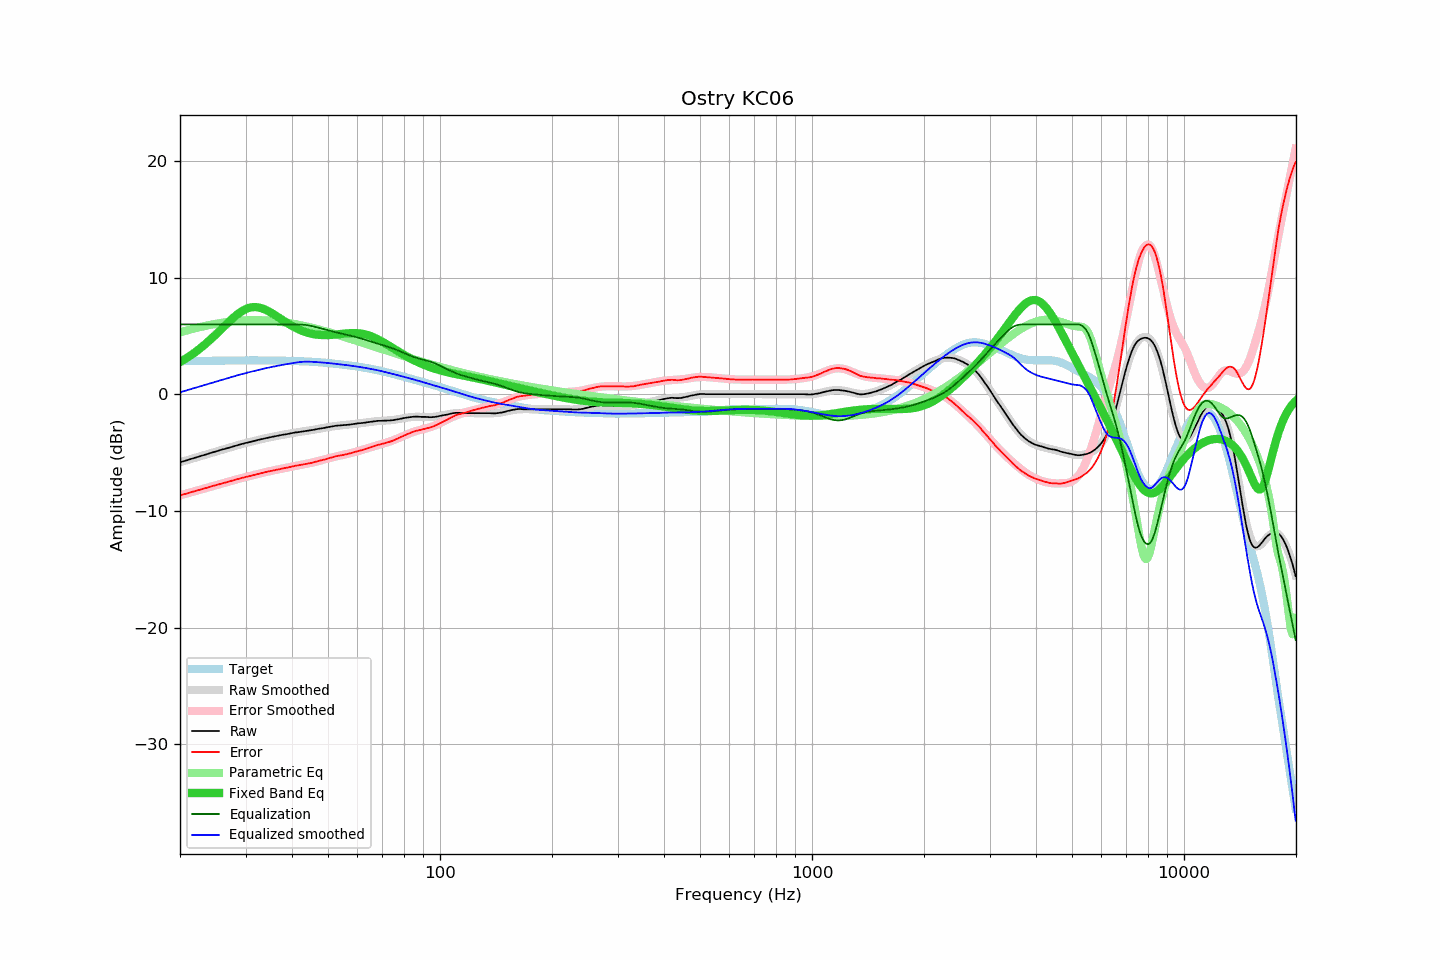 Ostry KC06
Amplitude (dBr)
20
10
0
−10
−20
−30
Target
Raw Smoothed
Error Smoothed
Raw
Error
Parametric Eq
Fixed Band Eq
Equalization
Equalized smoothed
100 1000 10000
Frequency (Hz)